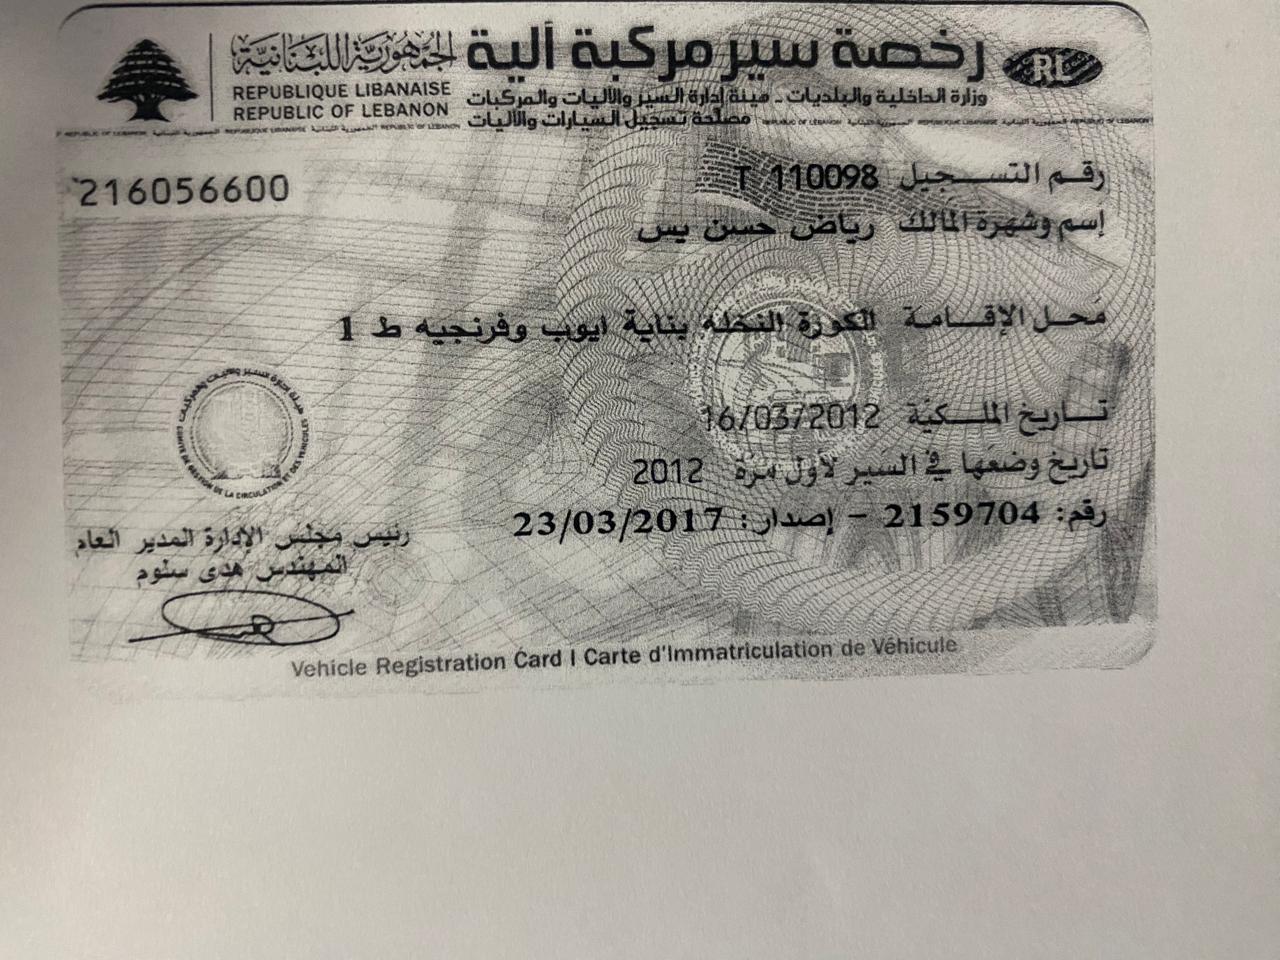 الجمهورية اللبنانية
REPUBLIQUE LIBANAISE
REPUBLIC OF LEBANON
رخصة سير مركبة آلية
وزارة الداخلية والبلديات - هيئة إدارة السير والآليات والمركبات
مصلحة تسجيل السيارات والآليات
RL
216056600
رقم التسجيل T 110098
إسم وشهرة المالك رياض حسن يس
محل الإقامة الكورة النخله بناية ايوب وفرنجيه ط 1
تاريخ الملكية 16/03/2012
تاريخ وضعها في السير لأول مرة 2012
رقم: 2159704 - إصدار: 23/03/2017
رئيس مجلس الإدارة المدير العام
المهندس هدى سلوم
Vehicle Registration Card I Carte d'Immatriculation de Véhicule